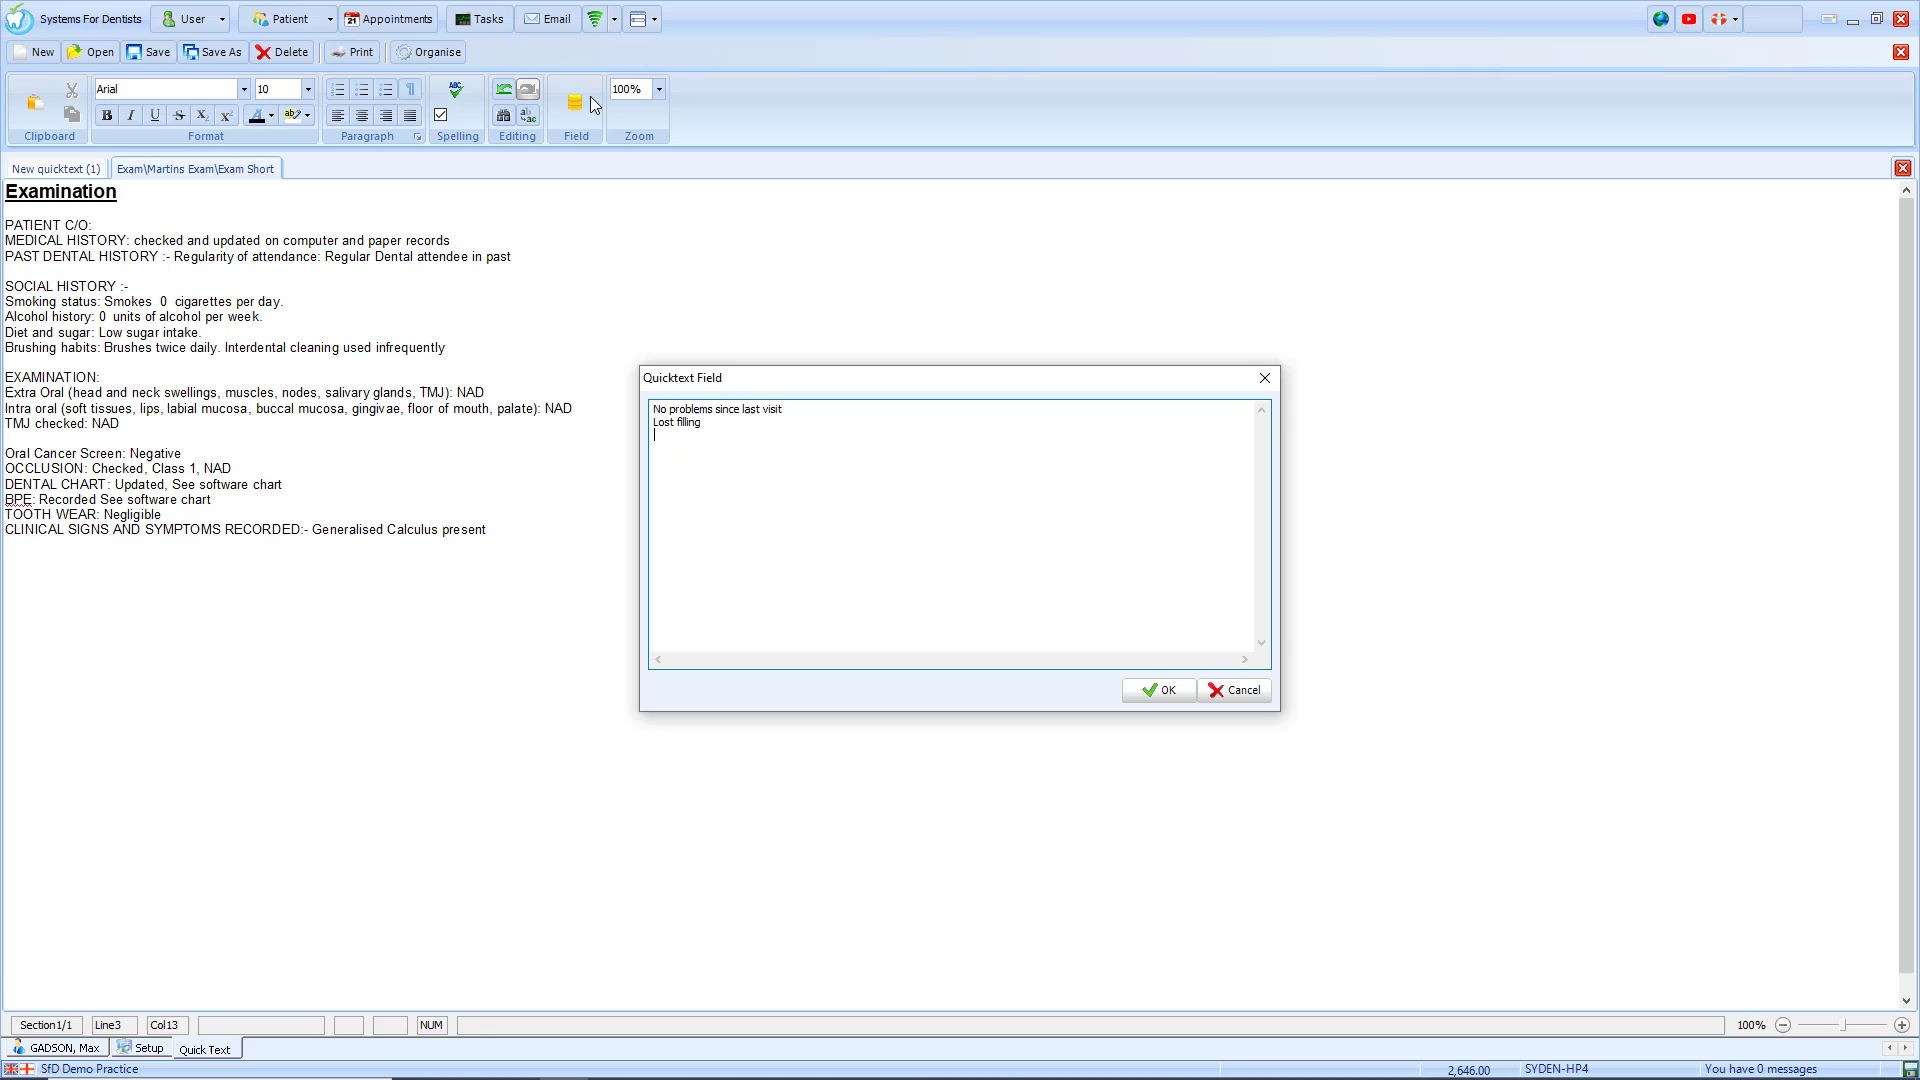 Systems For Dentists User Patient 21 Appointments Tasks Email
New Open Save Save As Delete Print Organise
Arial 10 ABC 100%
B I U S X₂ X² A ab ab ac
Clipboard Format Paragraph Spelling Editing Field Zoom
New quicktext (1) Exam\Martins Exam\Exam Short
Examination
PATIENT C/O:
MEDICAL HISTORY: checked and updated on computer and paper records
PAST DENTAL HISTORY :- Regularity of attendance: Regular Dental attendee in past
SOCIAL HISTORY :-
Smoking status: Smokes 0 cigarettes per day.
Alcohol history: 0 units of alcohol per week.
Diet and sugar: Low sugar intake.
Brushing habits: Brushes twice daily. Interdental cleaning used infrequently
EXAMINATION:
Extra Oral (head and neck swellings, muscles, nodes, salivary glands, TMJ): NAD
Intra oral (soft tissues, lips, labial mucosa, buccal mucosa, gingivae, floor of mouth, palate): NAD
TMJ checked: NAD
Oral Cancer Screen: Negative
OCCLUSION: Checked, Class 1, NAD
DENTAL CHART: Updated, See software chart
BPE: Recorded See software chart
TOOTH WEAR: Negligible
CLINICAL SIGNS AND SYMPTOMS RECORDED:- Generalised Calculus present
Quicktext Field
No problems since last visit
Lost filling
OK Cancel
Section1/1 Line3 Col13 NUM 100%
GADSON, Max Setup Quick Text
SfD Demo Practice 2,646.00 SYDEN-HP4 You have 0 messages